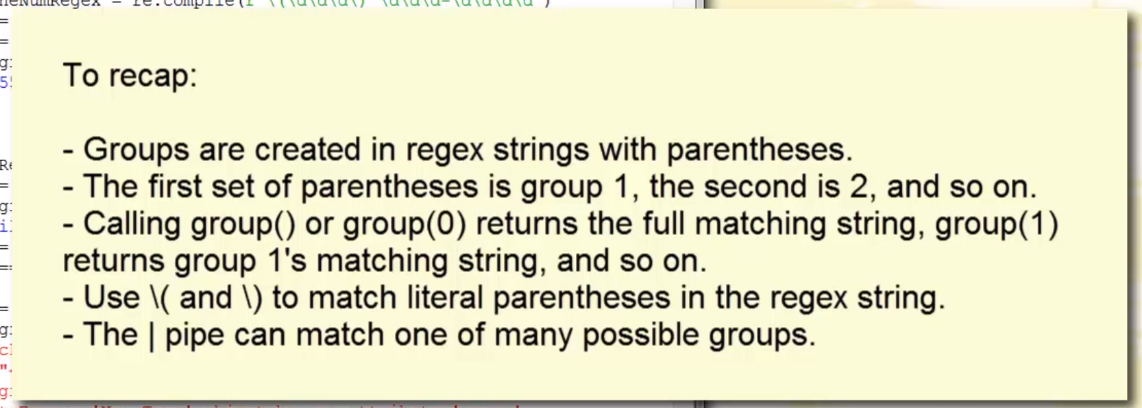 To recap:
- Groups are created in regex strings with parentheses.
- The first set of parentheses is group 1, the second is 2, and so on.
- Calling group() or group(0) returns the full matching string, group(1)
returns group 1's matching string, and so on.
- Use \( and \) to match literal parentheses in the regex string.
- The | pipe can match one of many possible groups.